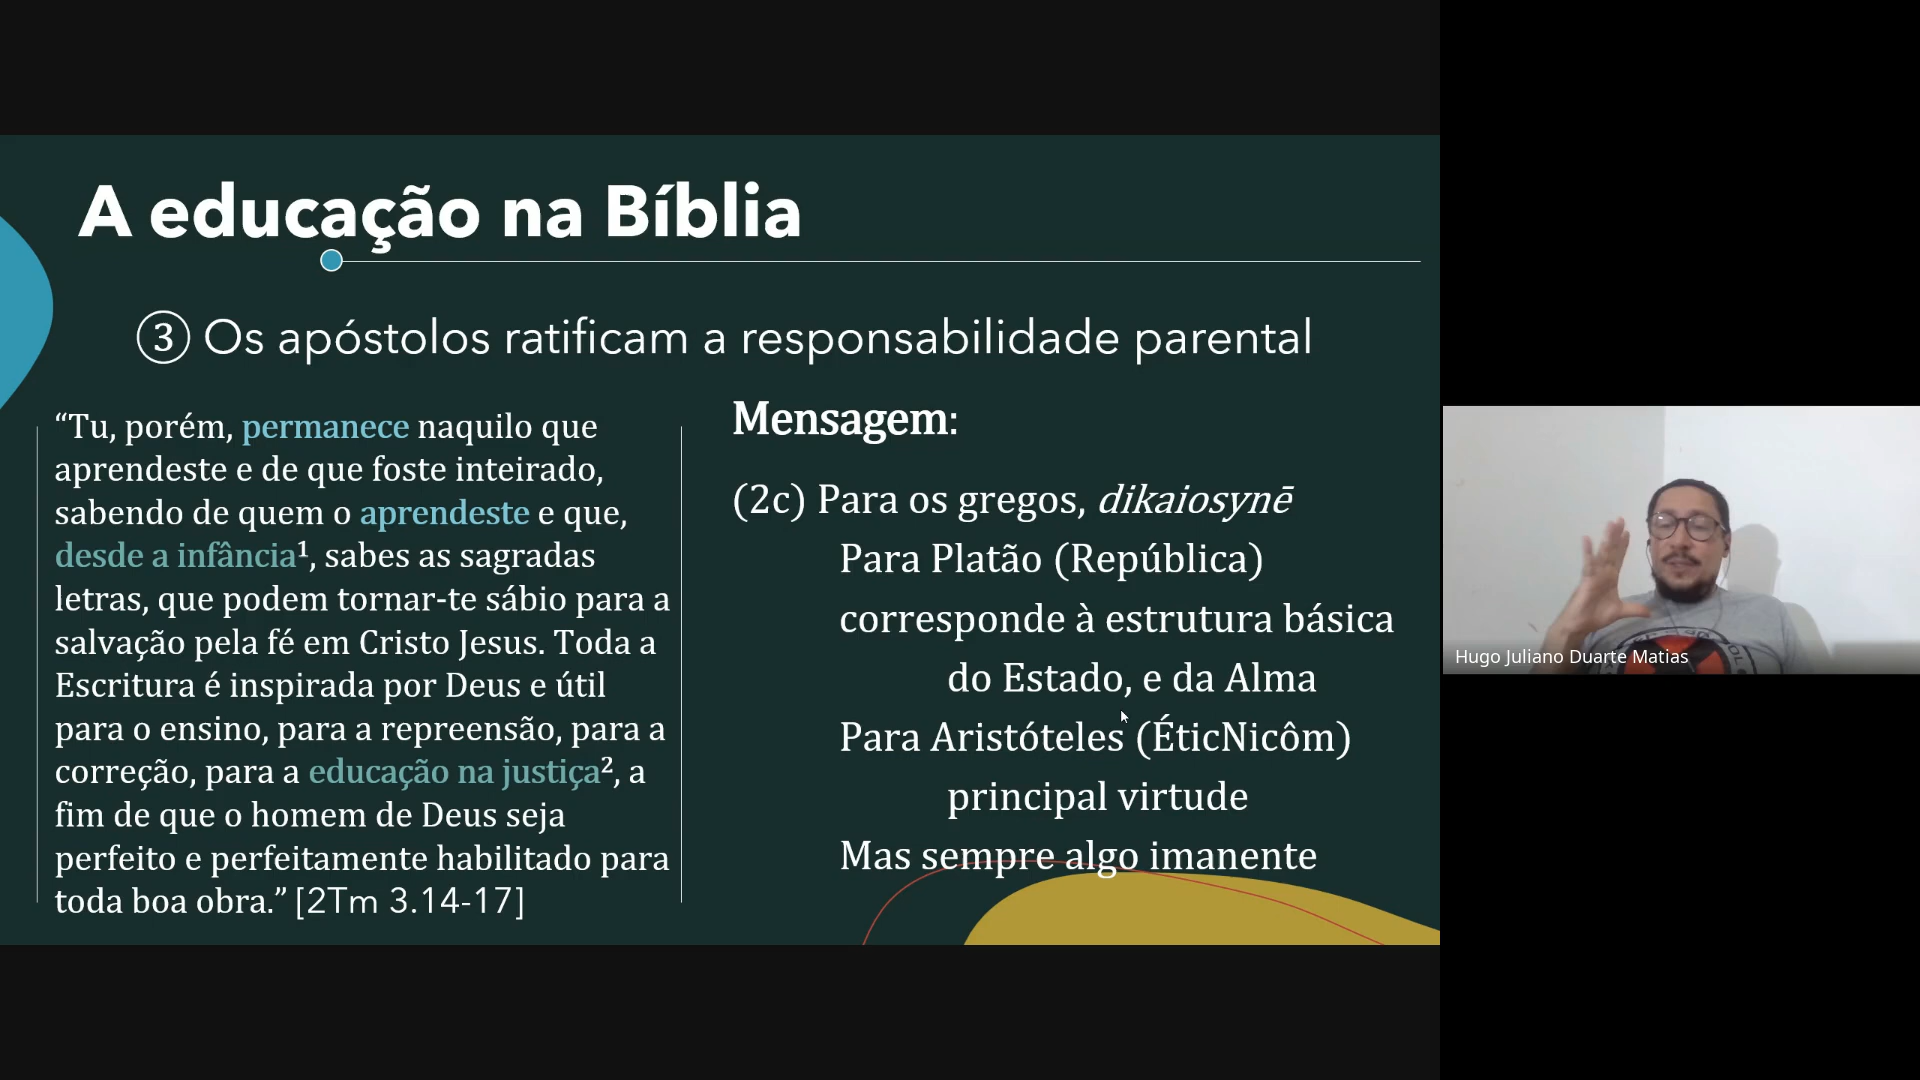 A educação na Bíblia
③ Os apóstolos ratificam a responsabilidade parental
“Tu, porém, permanece naquilo que
aprendeste e de que foste inteirado,
sabendo de quem o aprendeste e que,
desde a infância¹, sabes as sagradas
letras, que podem tornar-te sábio para a
salvação pela fé em Cristo Jesus. Toda a
Escritura é inspirada por Deus e útil
para o ensino, para a repreensão, para a
correção, para a educação na justiça², a
fim de que o homem de Deus seja
perfeito e perfeitamente habilitado para
toda boa obra.” [2Tm 3.14-17]
Mensagem:
(2c) Para os gregos, dikaiosynē
Para Platão (República)
corresponde à estrutura básica
do Estado, e da Alma
Para Aristóteles (ÉticNicôm)
principal virtude
Mas sempre algo imanente
Hugo Juliano Duarte Matias